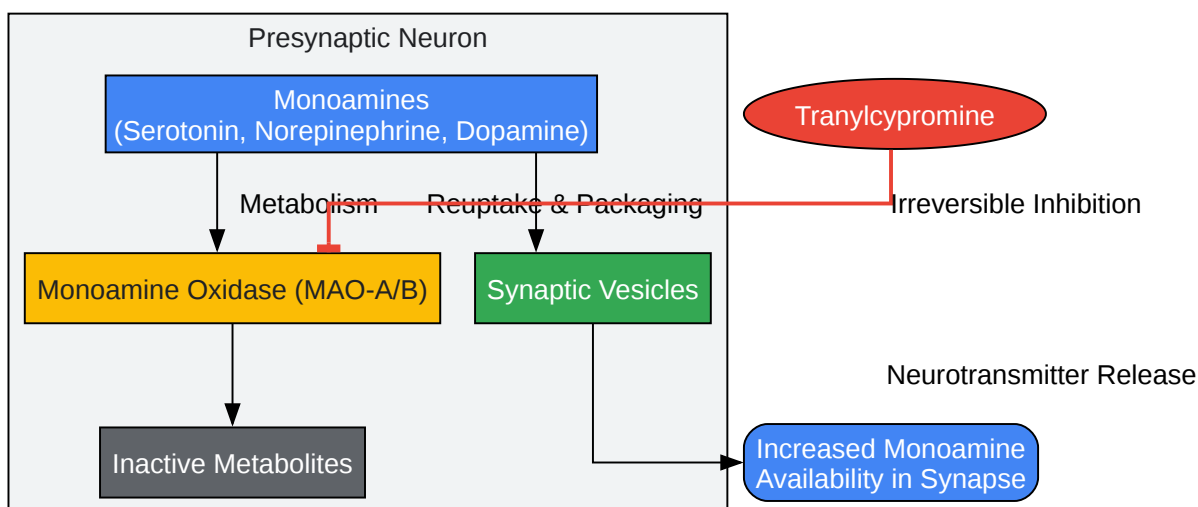 Presynaptic Neuron
Monoamines
(Serotonin, Norepinephrine, Dopamine)
Tranylcypromine
Metabolism
Reuptake & Packaging
Irreversible Inhibition
Monoamine Oxidase (MAO-A/B)
Synaptic Vesicles
Neurotransmitter Release
Inactive Metabolites
Increased Monoamine
Availability in Synapse